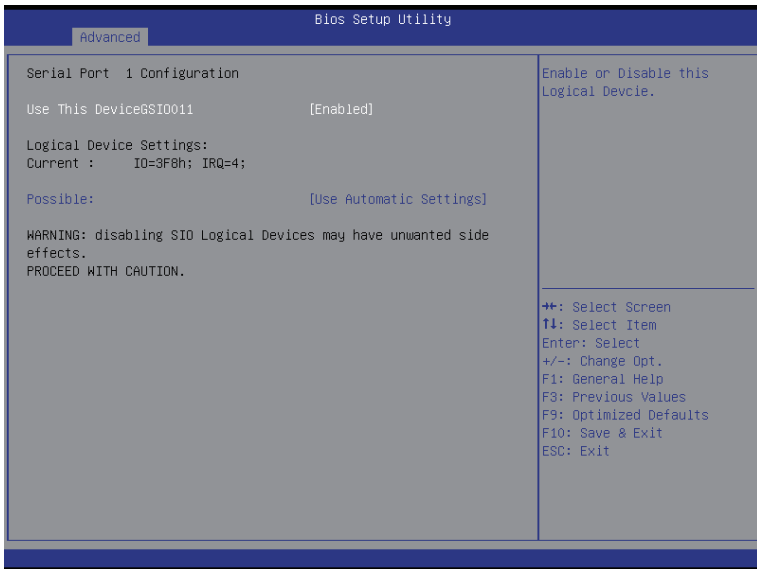 Bios Setup Utility
Advanced
Serial Port  1 Configuration
Use This DeviceGSIO011 [Enabled]
Logical Device Settings:
Current :  IO=3F8h; IRQ=4;
Possible: [Use Automatic Settings]
WARNING: disabling SIO Logical Devices may have unwanted side
effects.
PROCEED WITH CAUTION.
Enable or Disable this
Logical Devcie.
→←: Select Screen
↑↓: Select Item
Enter: Select
+/-: Change Opt.
F1: General Help
F3: Previous Values
F9: Optimized Defaults
F10: Save & Exit
ESC: Exit